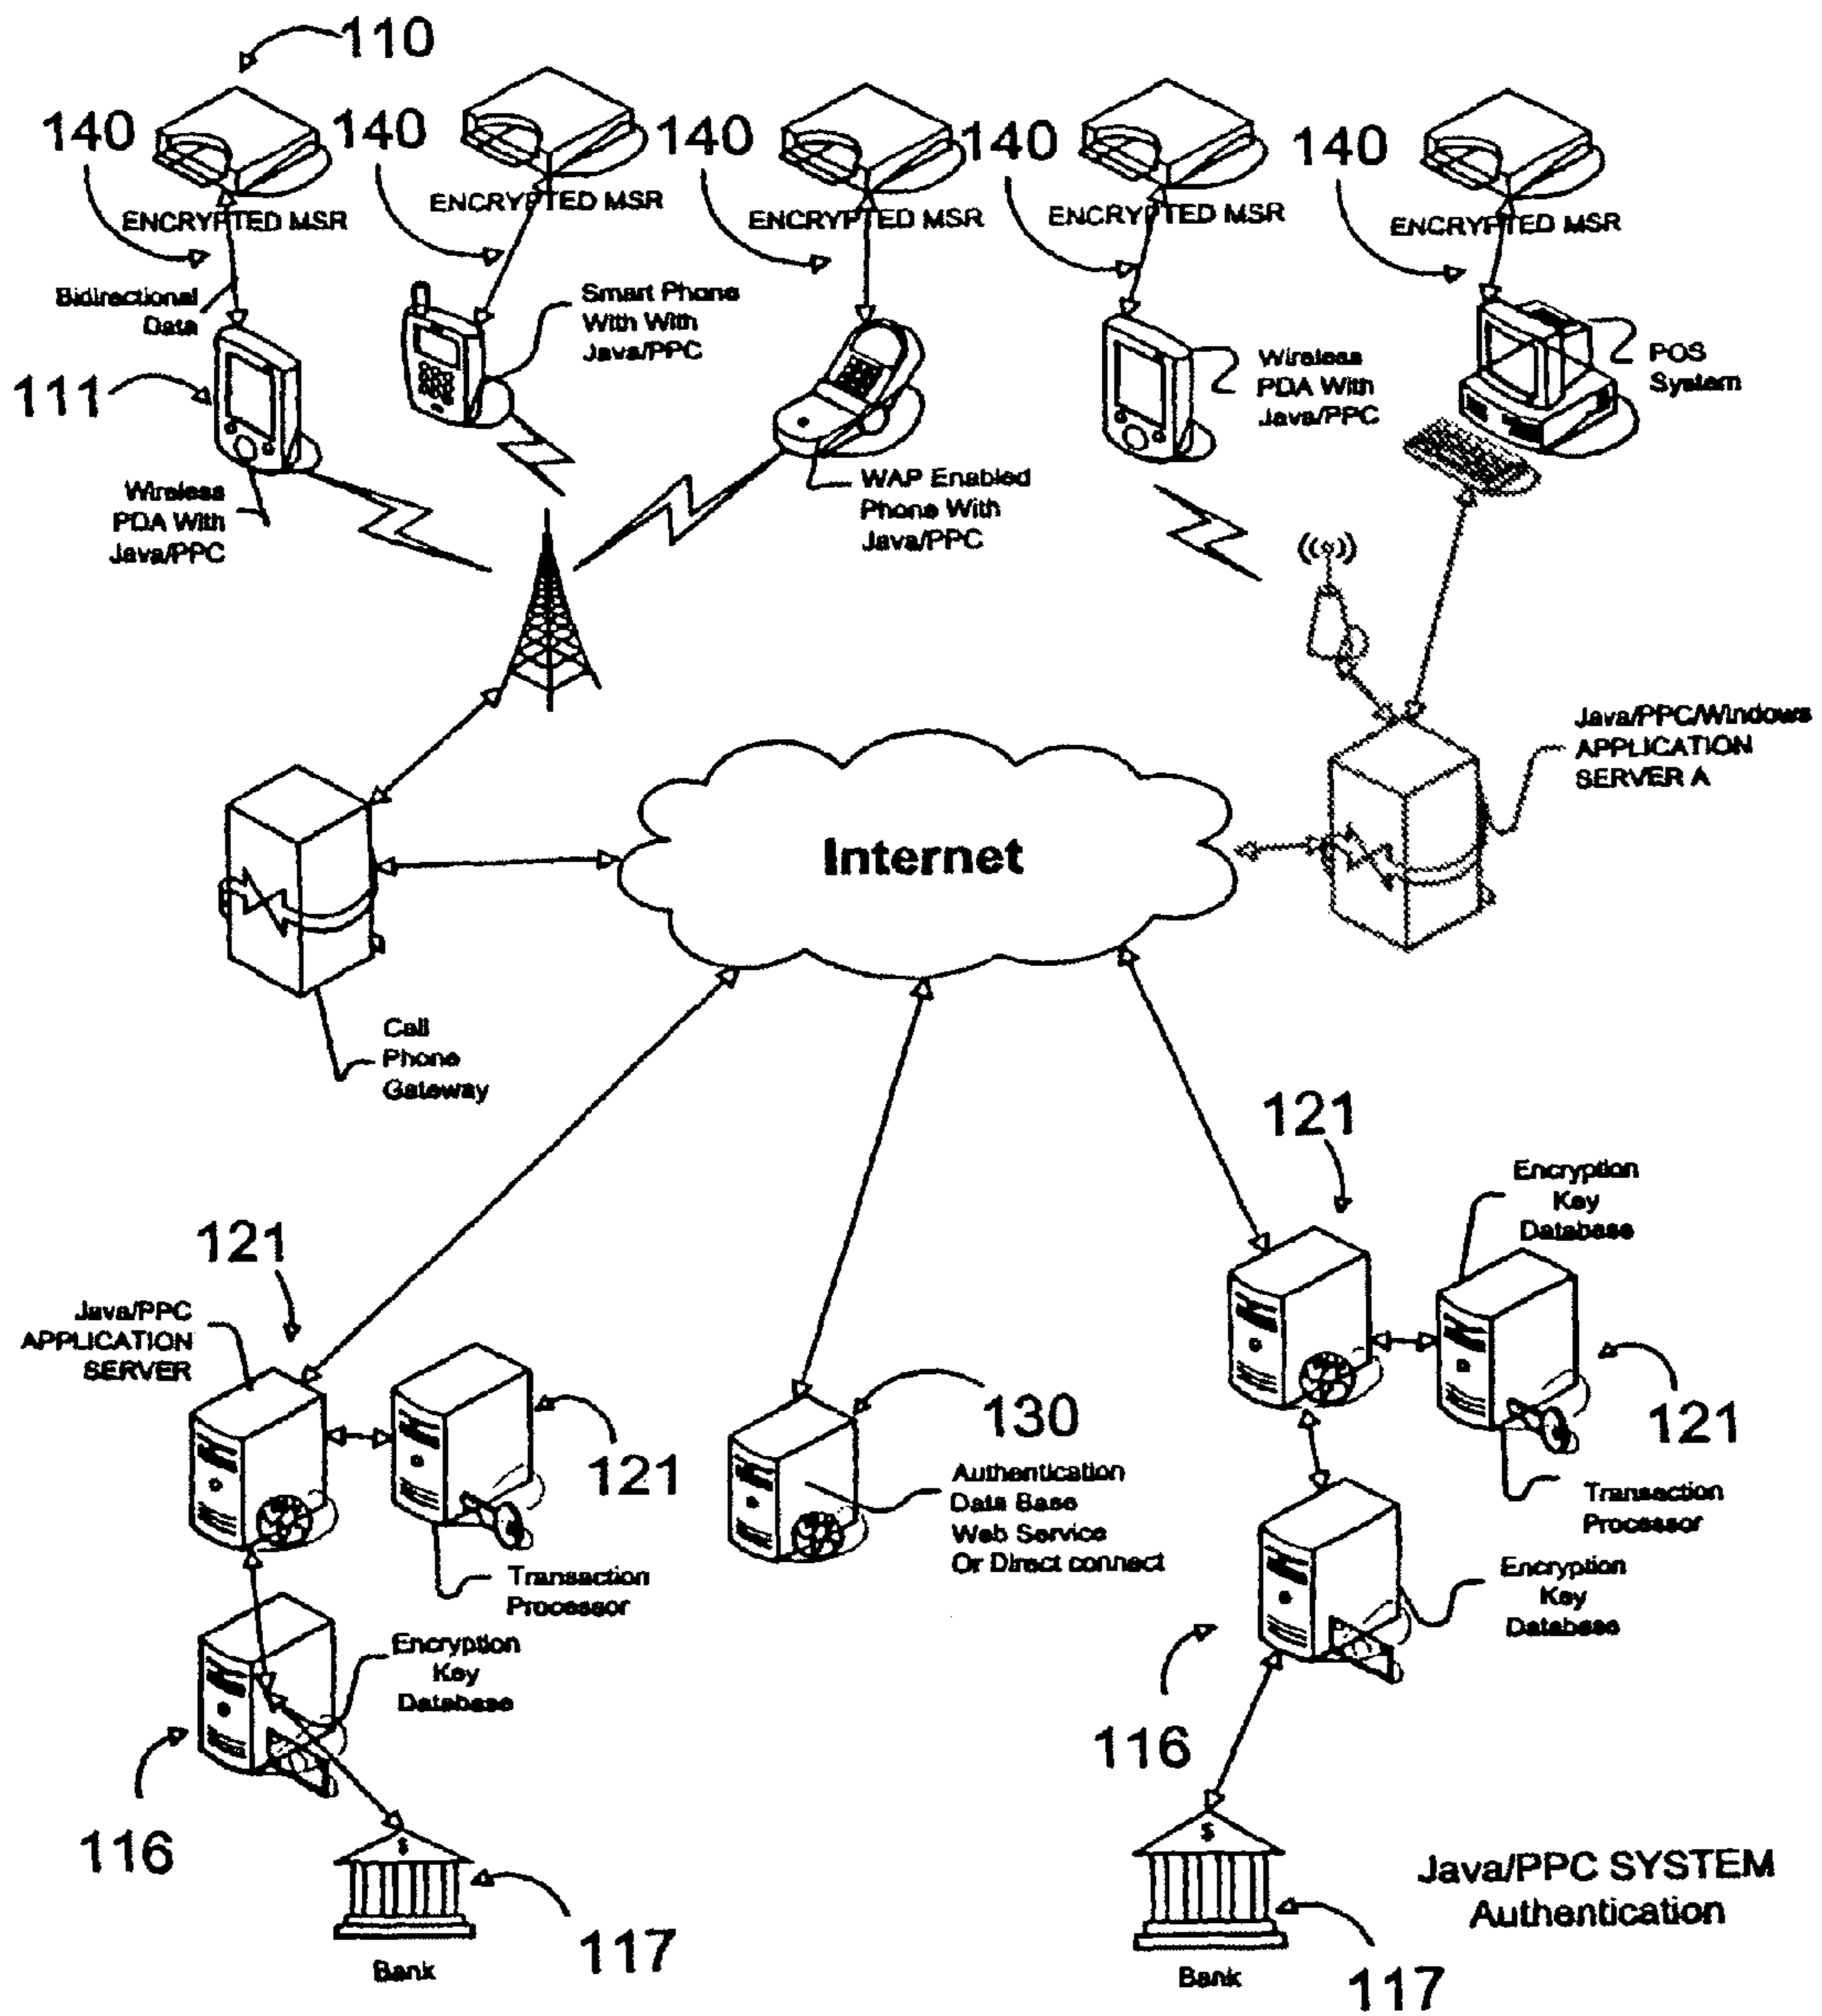 110
140
140
140
140
140
ENCRYPTED MSR
ENCRYPTED MSR
ENCRYPTED MSR
ENCRYPTED MSR
ENCRYPTED MSR
Bidirectional
Data
111
Smart Phone
With With
Java/PPC
Wireless
PDA With
Java/PPC
POS
System
Wireless
PDA With
Java/PPC
WAP Enabled
Phone With
Java/PPC
Java/PPC/Windows
APPLICATION
SERVER A
Internet
Cell
Phone
Gateway
121
Encryption
Key
Database
121
Java/PPC
APPLICATION
SERVER
121
130
121
Authentication
Data Base
Web Service
Or Direct connect
Transaction
Processor
Transaction
Processor
Encryption
Key
Database
Encryption
Key
Database
116
116
$
$
117
Bank
117
Bank
Java/PPC SYSTEM
Authentication